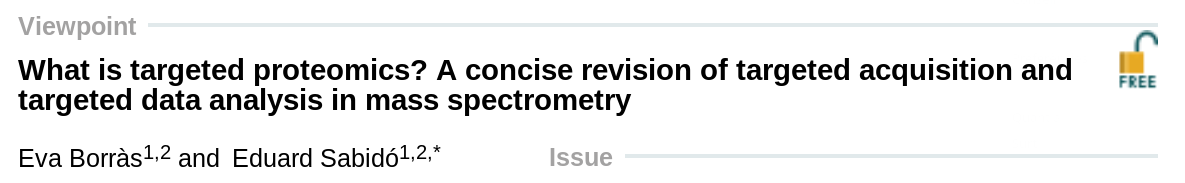 Viewpoint
What is targeted proteomics? A concise revision of targeted acquisition and
targeted data analysis in mass spectrometry
FREE
Eva Borràs1,2 and Eduard Sabidó1,2,*
Issue